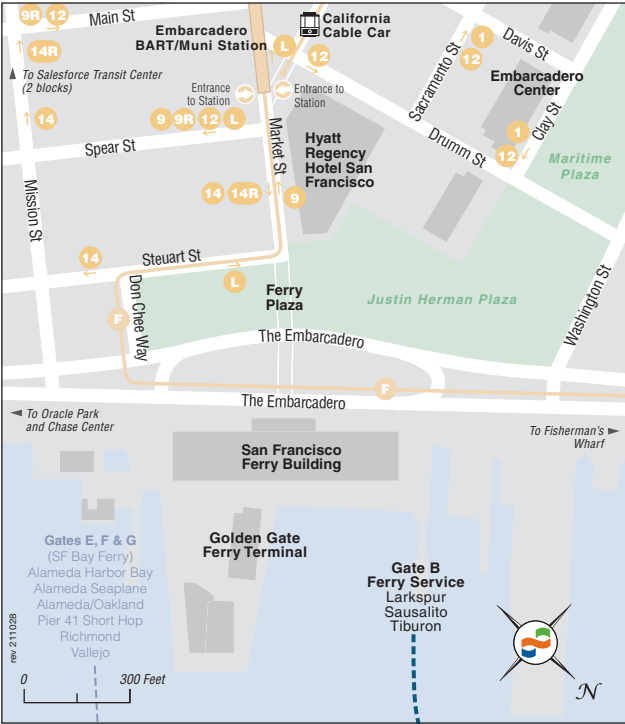 9R 12
Main St
14R
To Salesforce Transit Center
(2 blocks)
Embarcadero
BART/Muni Station
L
California
Cable Car
12
Entrance
to Station
Entrance to
Station
Sacramento St
1
12
Davis St
Embarcadero
Center
1
12
Clay St
Drumm St
Maritime
Plaza
14
9 9R 12 L
Spear St
Market St
Hyatt
Regency
Hotel San
Francisco
Mission St
14 14R
9
14
Steuart St
L
Don Chee Way
F
Ferry
Plaza
Justin Herman Plaza
Washington St
The Embarcadero
F
The Embarcadero
To Oracle Park
and Chase Center
To Fisherman's
Wharf
San Francisco
Ferry Building
Gates E, F & G
(SF Bay Ferry)
Alameda Harbor Bay
Alameda Seaplane
Alameda/Oakland
Pier 41 Short Hop
Richmond
Vallejo
Golden Gate
Ferry Terminal
Gate B
Ferry Service
Larkspur
Sausalito
Tiburon
rev 211028
0 300 Feet
N